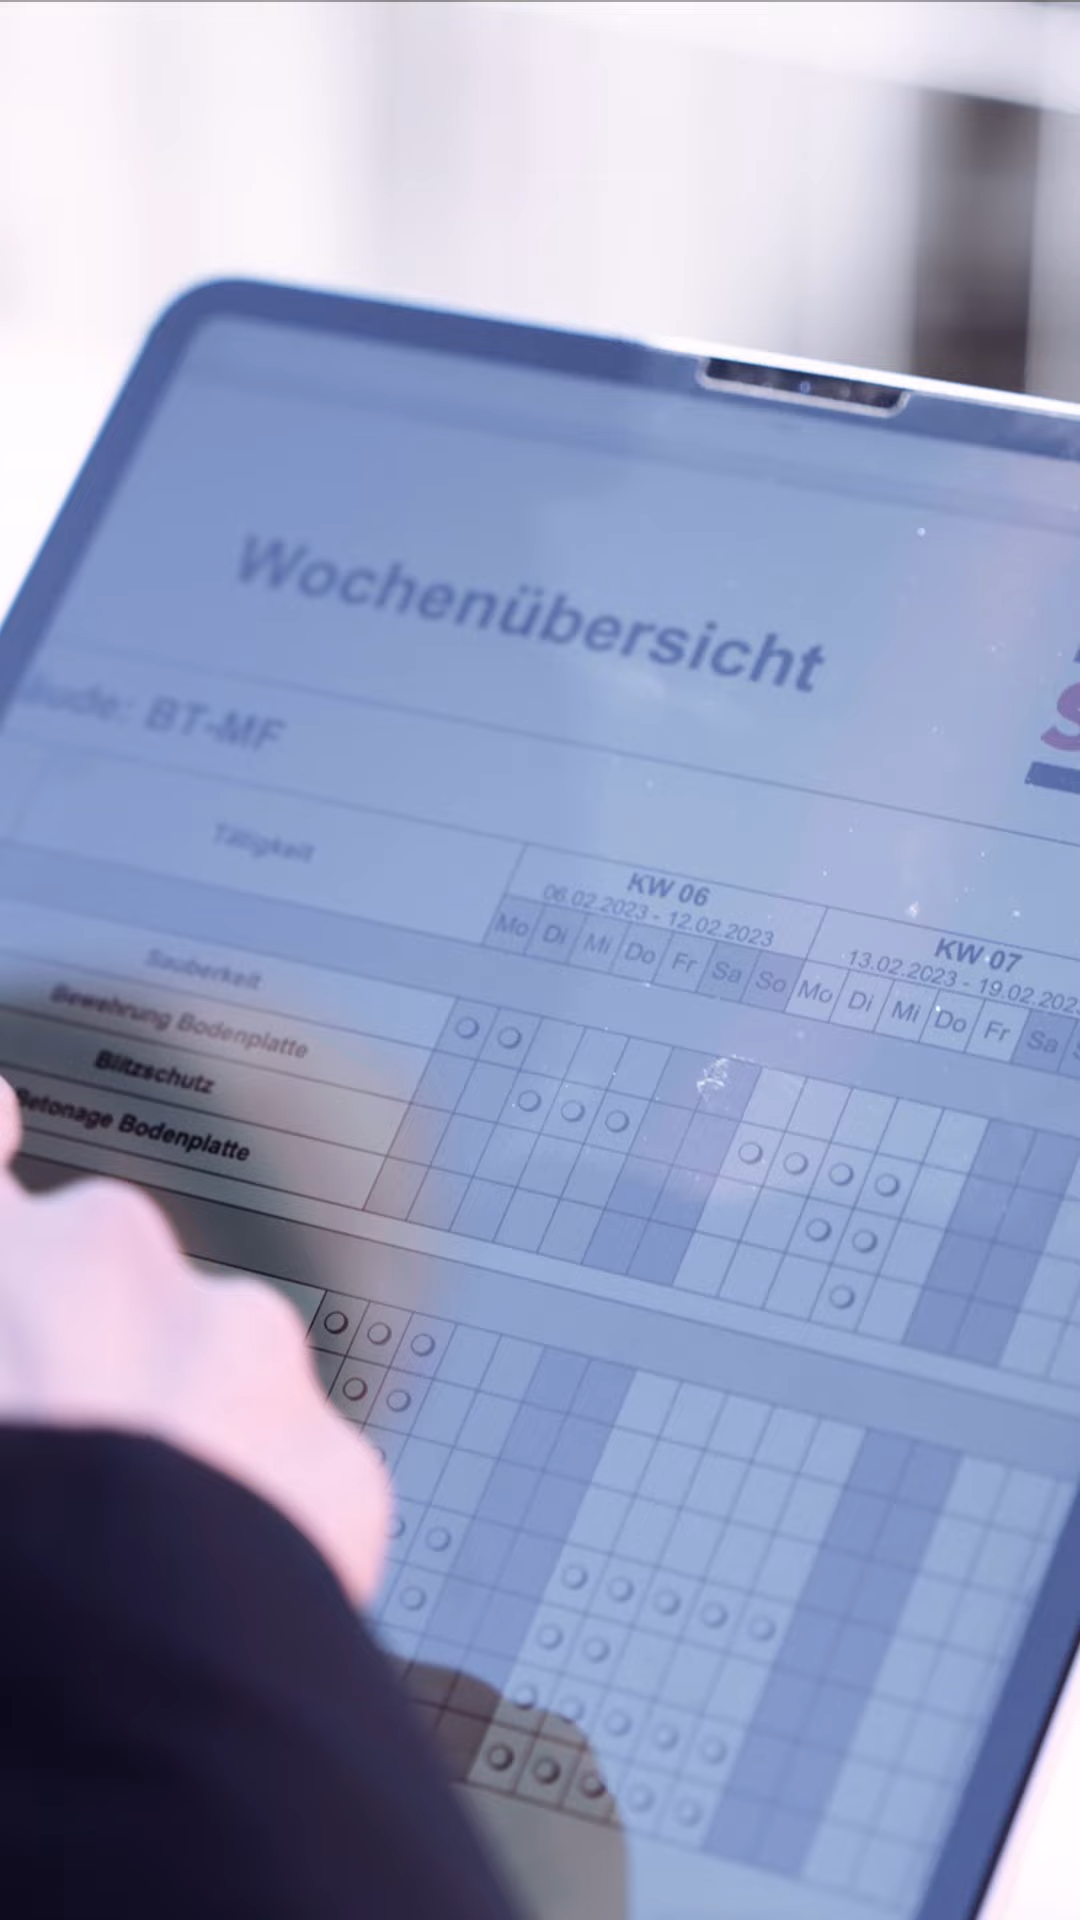 Wochenübersicht
BT-MF
Tätigkeit
KW 06
06.02.2023 - 12.02.2023
KW 07
13.02.2023 - 19.02.202
Mo Di Mi Do Fr Sa So Mo Di Mi Do Fr Sa
Sauberkeit
Bewehrung Bodenplatte
Blitzschutz
Betonage Bodenplatte